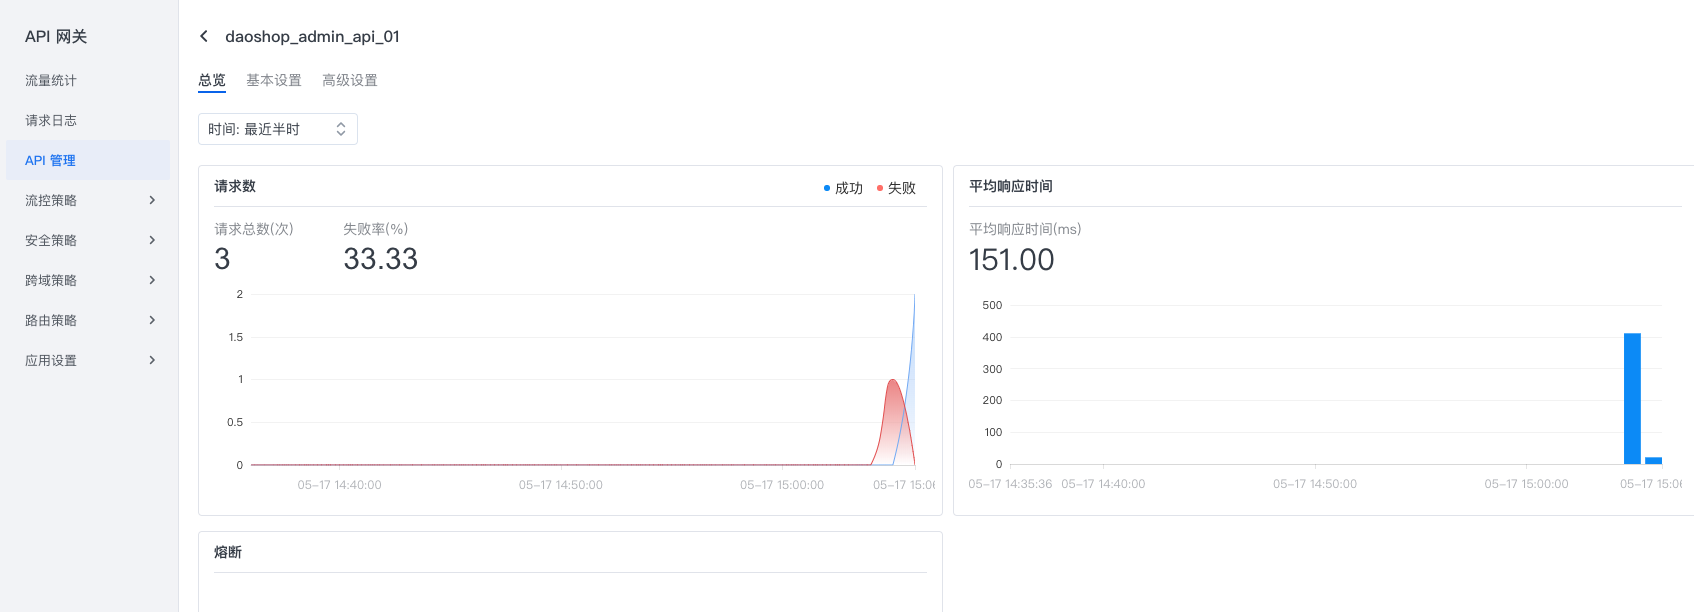 API 网关
流量统计
请求日志
API 管理
流控策略
安全策略
跨域策略
路由策略
应用设置
daoshop_admin_api_01
总览 基本设置 高级设置
时间: 最近半时
请求数
成功 失败
请求总数(次) 失败率(%)
3 33.33
2
1.5
1
0.5
0
05-17 14:40:00 05-17 14:50:00 05-17 15:00:00 05-17 15:06
平均响应时间
平均响应时间(ms)
151.00
500
400
300
200
100
0
05-17 14:35:36 05-17 14:40:00 05-17 14:50:00 05-17 15:00:00 05-17 15:06
熔断